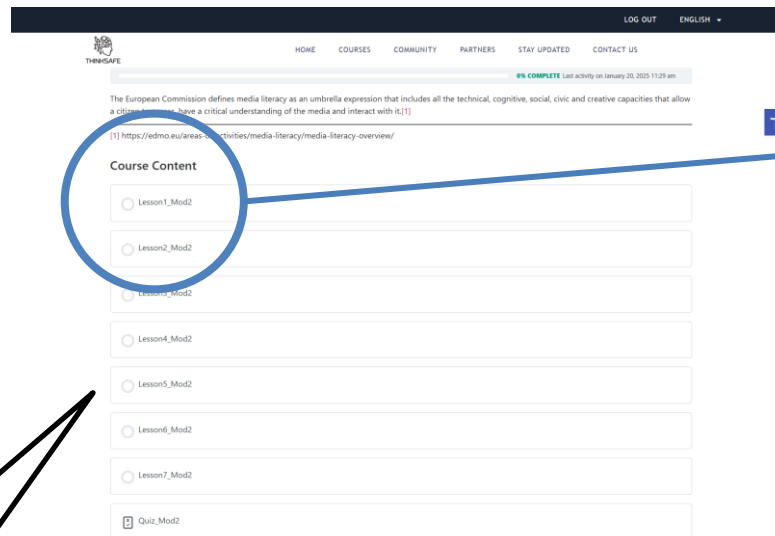 LOG OUT ENGLISH
THINKSAFE
HOME COURSES COMMUNITY PARTNERS STAY UPDATED CONTACT US
0% COMPLETE Last activity on January 20, 2025 11:29 am
The European Commission defines media literacy as an umbrella expression that includes all the technical, cognitive, social, civic and creative capacities that allow
a citizen to have a critical understanding of the media and interact with it.[1]
[1] https://edmo.eu/areas-of-activities/media-literacy/media-literacy-overview/
Course Content
Lesson1_Mod2
Lesson2_Mod2
Lesson3_Mod2
Lesson4_Mod2
Lesson5_Mod2
Lesson6_Mod2
Lesson7_Mod2
Quiz_Mod2